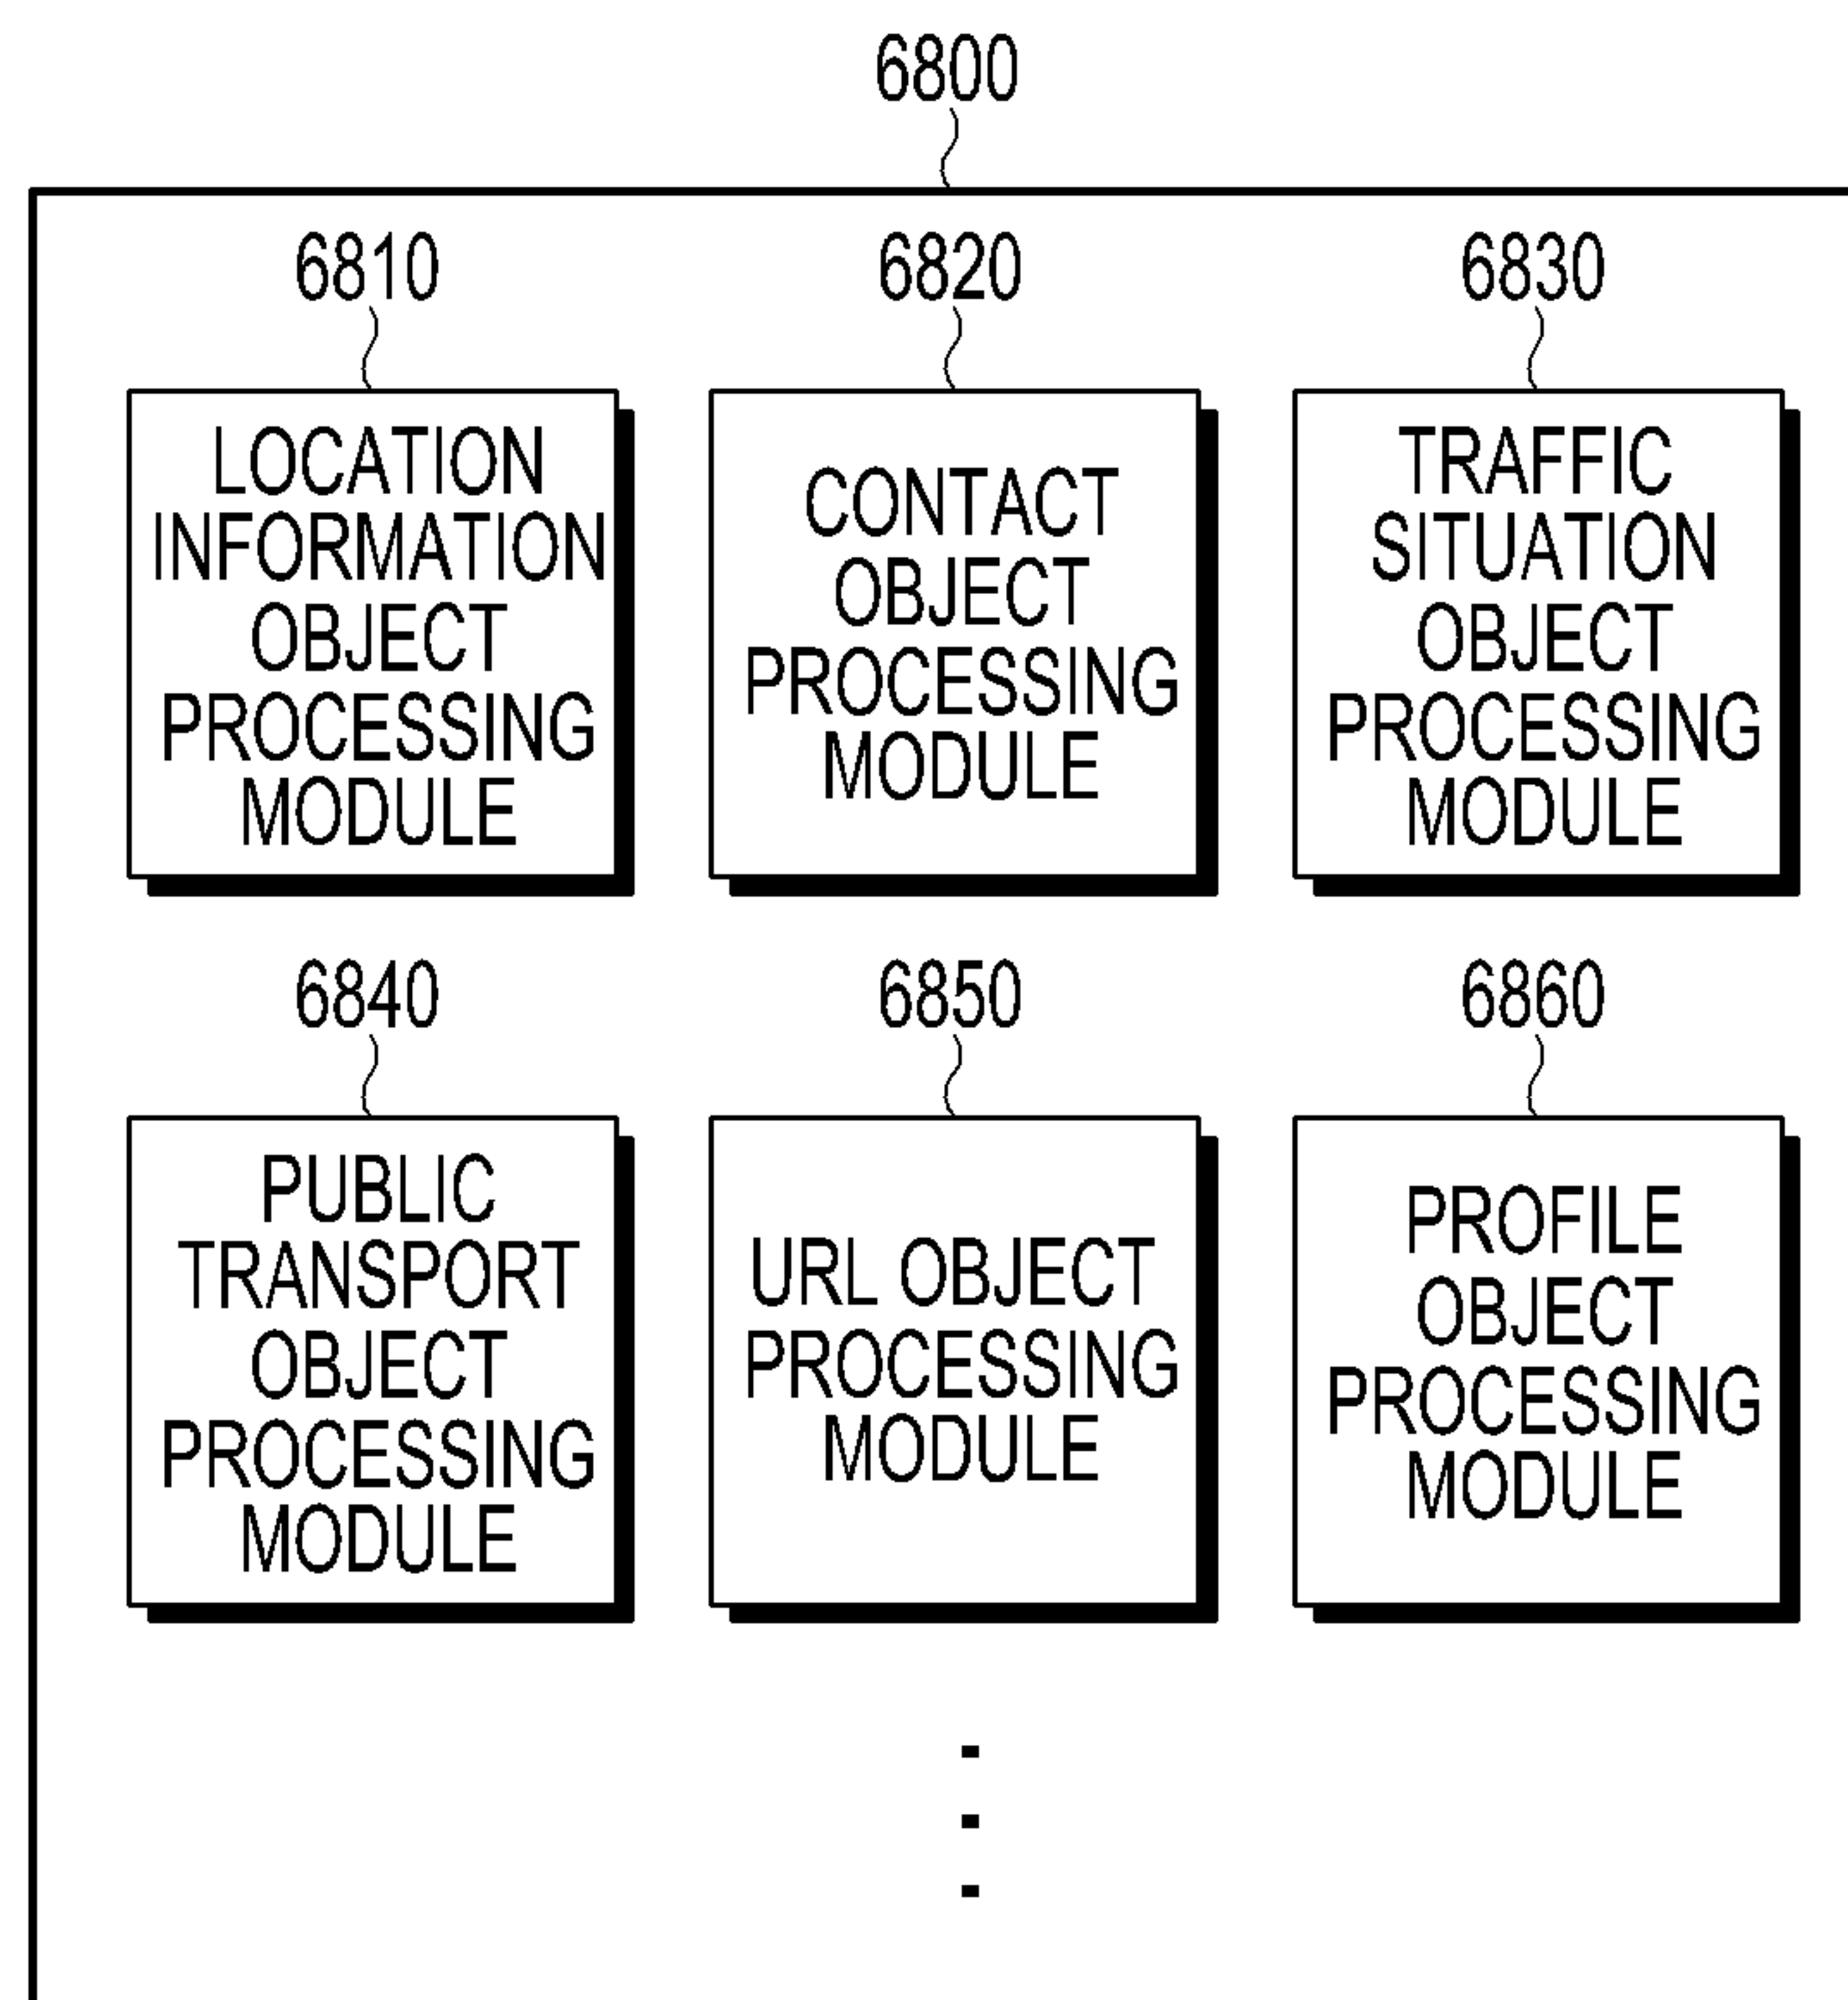 6800
6810
6820
6830
LOCATION
INFORMATION
OBJECT
PROCESSING
MODULE
CONTACT
OBJECT
PROCESSING
MODULE
TRAFFIC
SITUATION
OBJECT
PROCESSING
MODULE
6840
6850
6860
PUBLIC
TRANSPORT
OBJECT
PROCESSING
MODULE
URL OBJECT
PROCESSING
MODULE
PROFILE
OBJECT
PROCESSING
MODULE